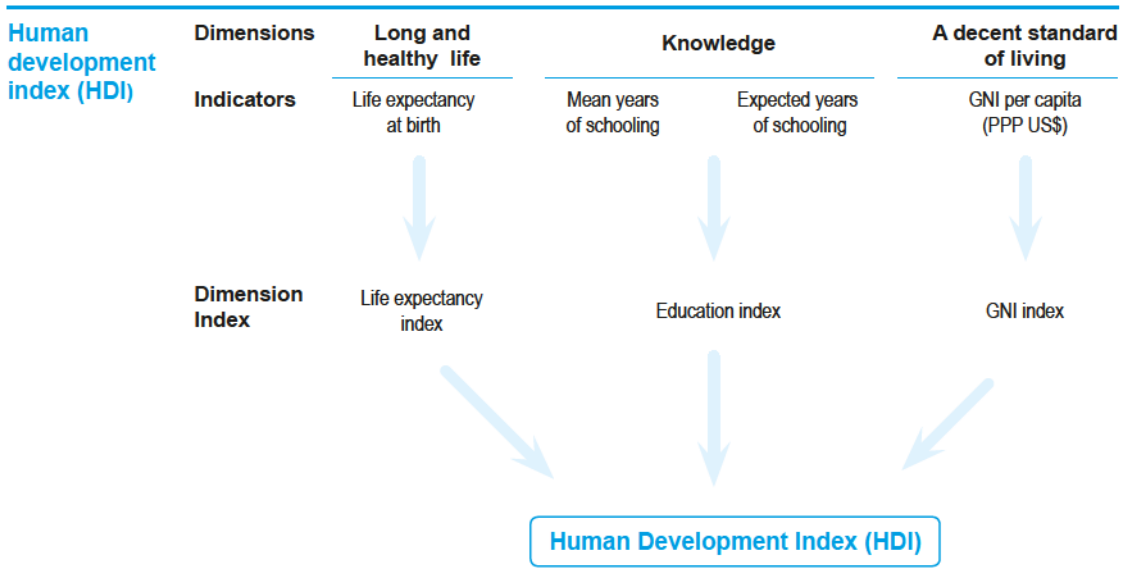 Human
development
index (HDI)
Dimensions
Long and
healthy life
Knowledge
A decent standard
of living
Indicators
Life expectancy
at birth
Mean years
of schooling
Expected years
of schooling
GNI per capita
(PPP US$)
Dimension
Index
Life expectancy
index
Education index
GNI index
Human Development Index (HDI)